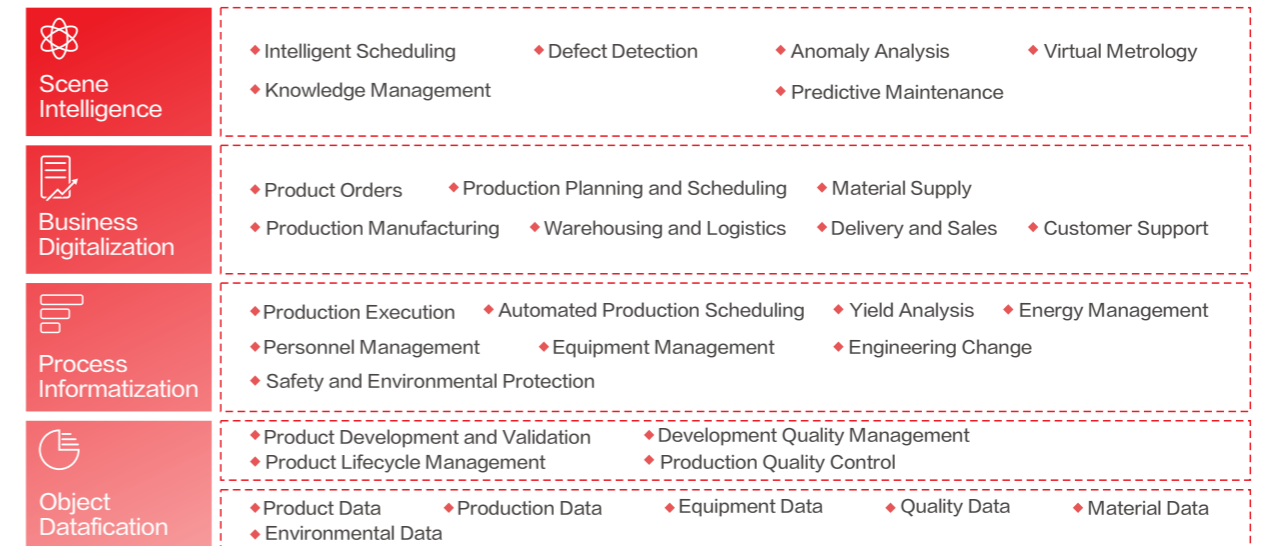 Scene
Intelligence
Intelligent Scheduling
Defect Detection
Anomaly Analysis
Virtual Metrology
Knowledge Management
Predictive Maintenance
Business
Digitalization
Product Orders
Production Planning and Scheduling
Material Supply
Production Manufacturing
Warehousing and Logistics
Delivery and Sales
Customer Support
Process
Informatization
Production Execution
Automated Production Scheduling
Yield Analysis
Energy Management
Personnel Management
Equipment Management
Engineering Change
Safety and Environmental Protection
Object
Datafication
Product Development and Validation
Development Quality Management
Product Lifecycle Management
Production Quality Control
Product Data
Production Data
Equipment Data
Quality Data
Material Data
Environmental Data